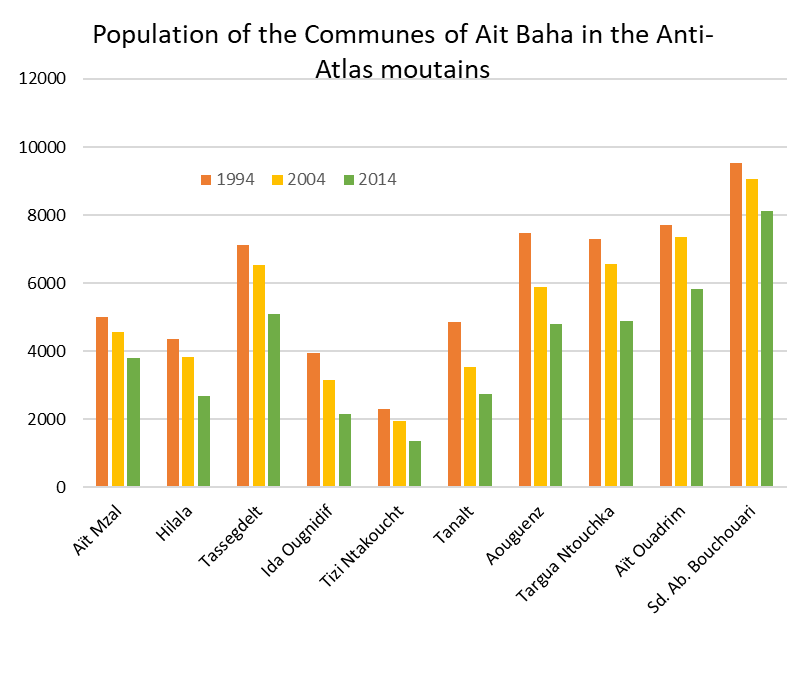 Population of the Communes of Ait Baha in the Anti-
Atlas moutains
12000
10000
8000
6000
4000
2000
0
1994 2004 2014
Aït Mzal
Hilala
Tassegdelt
Ida Ougnidif
Tizi Ntakoucht
Tanalt
Aouguenz
Targua Ntouchka
Aït Ouadrim
Sd. Ab. Bouchouari